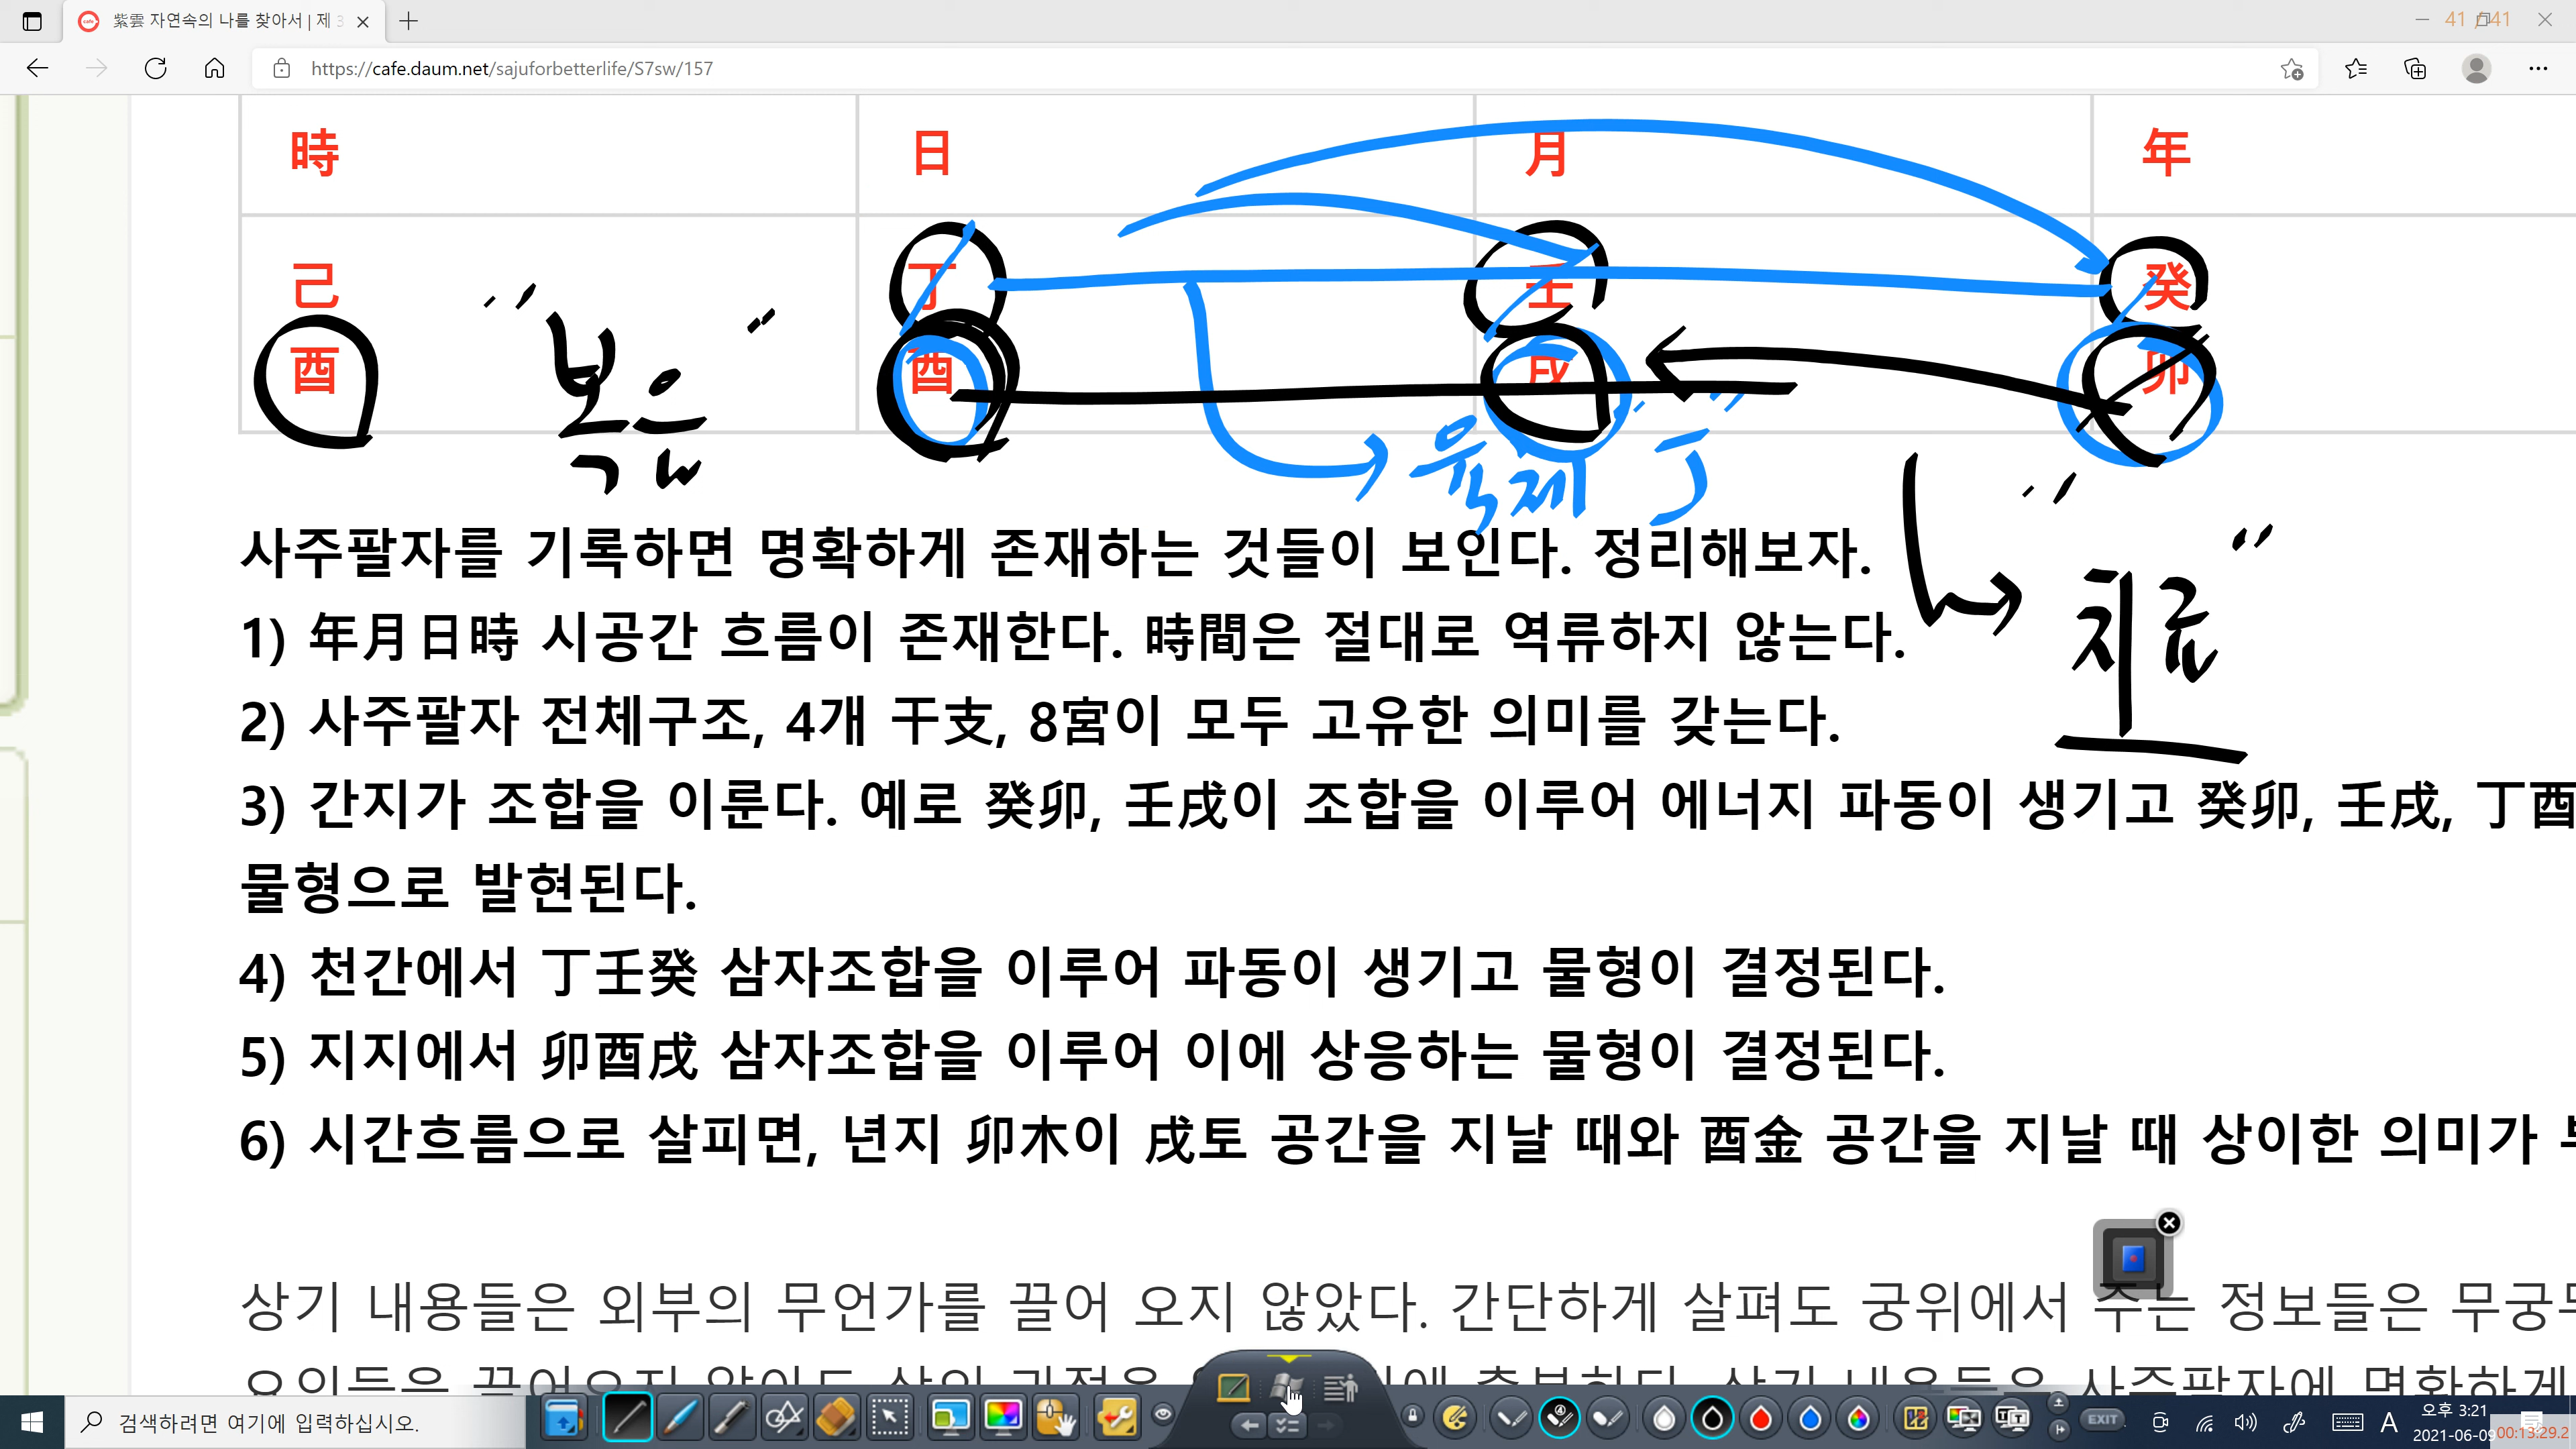 紫雲 자연속의 나를 찾아서 | 제 3
41 / 41
https://cafe.daum.net/sajuforbetterlife/S7sw/157
時 日 月 年
己 丁 壬 癸
酉 酉 戌 卯
"복음"
육체 丁
"치료"
사주팔자를 기록하면 명확하게 존재하는 것들이 보인다. 정리해보자.
1) 年月日時 시공간 흐름이 존재한다. 時間은 절대로 역류하지 않는다.
2) 사주팔자 전체구조, 4개 干支, 8宮이 모두 고유한 의미를 갖는다.
3) 간지가 조합을 이룬다. 예로 癸卯, 壬戌이 조합을 이루어 에너지 파동이 생기고 癸卯, 壬戌, 丁酉
물형으로 발현된다.
4) 천간에서 丁壬癸 삼자조합을 이루어 파동이 생기고 물형이 결정된다.
5) 지지에서 卯酉戌 삼자조합을 이루어 이에 상응하는 물형이 결정된다.
6) 시간흐름으로 살피면, 년지 卯木이 戌토 공간을 지날 때와 酉金 공간을 지날 때 상이한 의미가
상기 내용들은 외부의 무언가를 끌어 오지 않았다. 간단하게 살펴도 궁위에서 주는 정보들은
검색하려면 여기에 입력하십시오.
EXIT
A
오후 3:21
2021-06-09
00:13:29.2